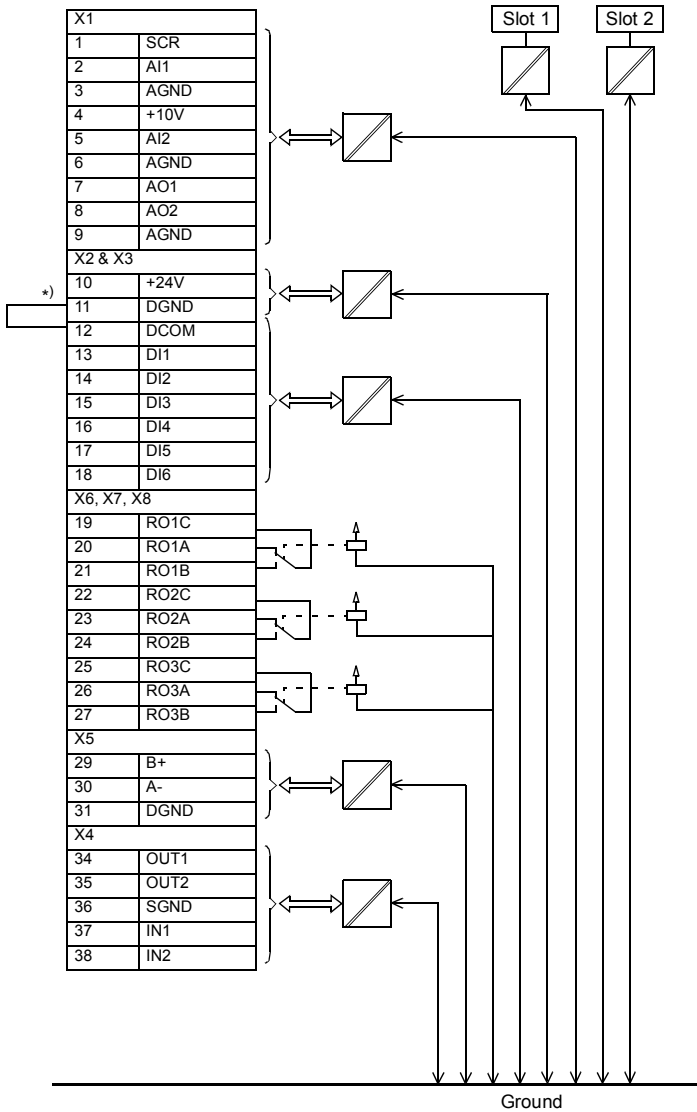 Slot 1 Slot 2
X1
1 SCR
2 AI1
3 AGND
4 +10V
5 AI2
6 AGND
7 AO1
8 AO2
9 AGND
X2 & X3
10 +24V
*)
11 DGND
12 DCOM
13 DI1
14 DI2
15 DI3
16 DI4
17 DI5
18 DI6
X6, X7, X8
19 RO1C
20 RO1A
21 RO1B
22 RO2C
23 RO2A
24 RO2B
25 RO3C
26 RO3A
27 RO3B
X5
29 B+
30 A-
31 DGND
X4
34 OUT1
35 OUT2
36 SGND
37 IN1
38 IN2
Ground